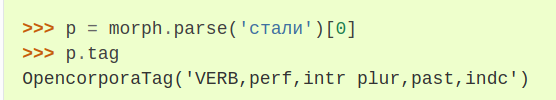 >>> p = morph.parse('стали')[0]
>>> p.tag
OpencorporaTag('VERB,perf,intr plur,past,indc')